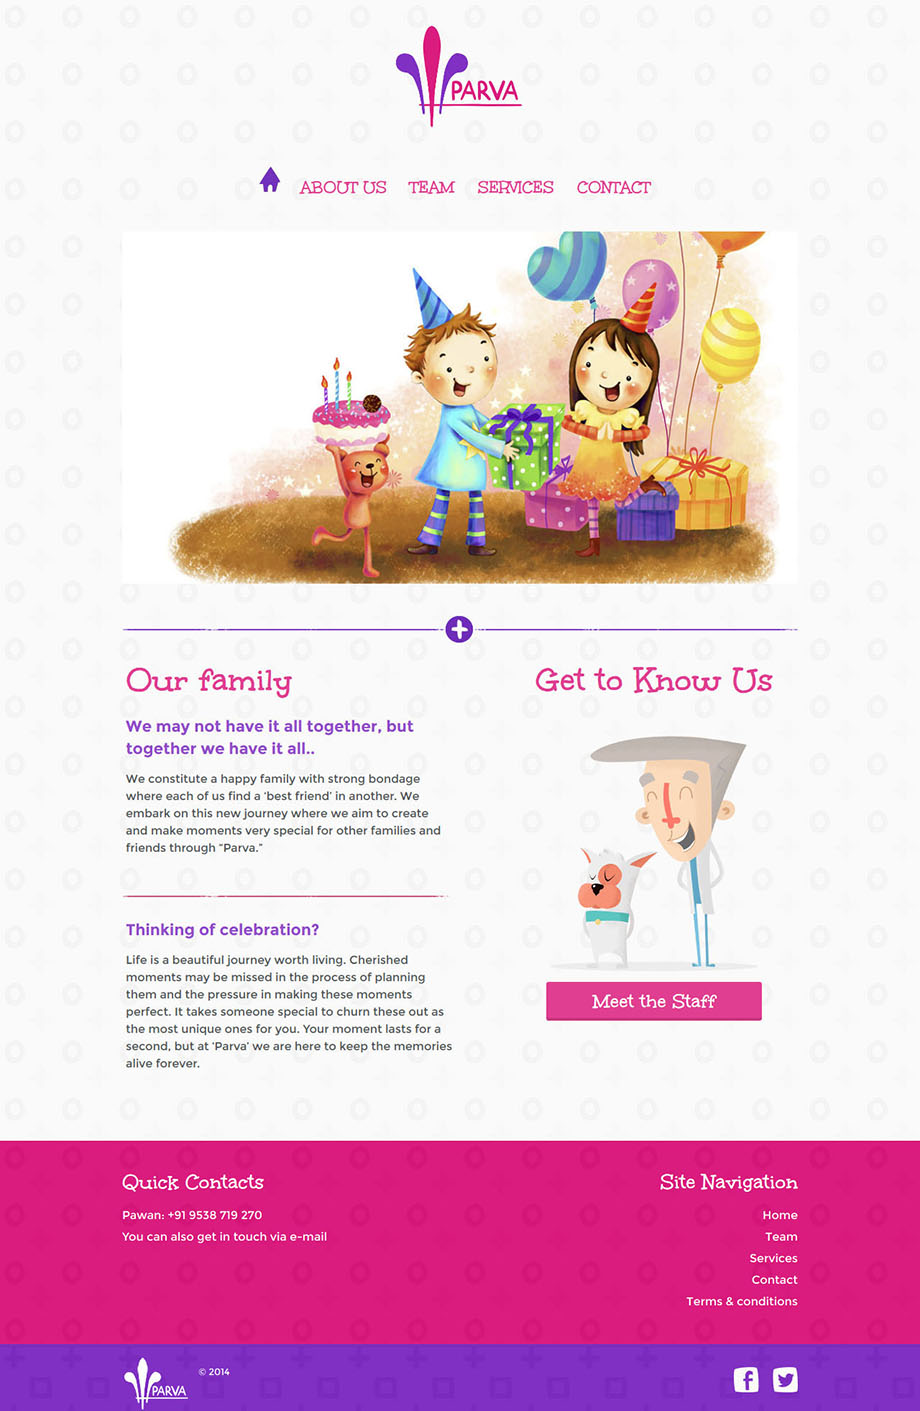 PARVA
ABOUT US TEAM SERVICES CONTACT
Our family
We may not have it all together, but
together we have it all..
We constitute a happy family with strong bondage
where each of us find a ‘best friend’ in another. We
embark on this new journey where we aim to create
and make moments very special for other families and
friends through “Parva.”
Thinking of celebration?
Life is a beautiful journey worth living. Cherished
moments may be missed in the process of planning
them and the pressure in making these moments
perfect. It takes someone special to churn these out as
the most unique ones for you. Your moment lasts for a
second, but at ‘Parva’ we are here to keep the memories
alive forever.
Get to Know Us
Meet the Staff
Quick Contacts
Pawan: +91 9538 719 270
You can also get in touch via e-mail
Site Navigation
Home
Team
Services
Contact
Terms & conditions
PARVA
© 2014